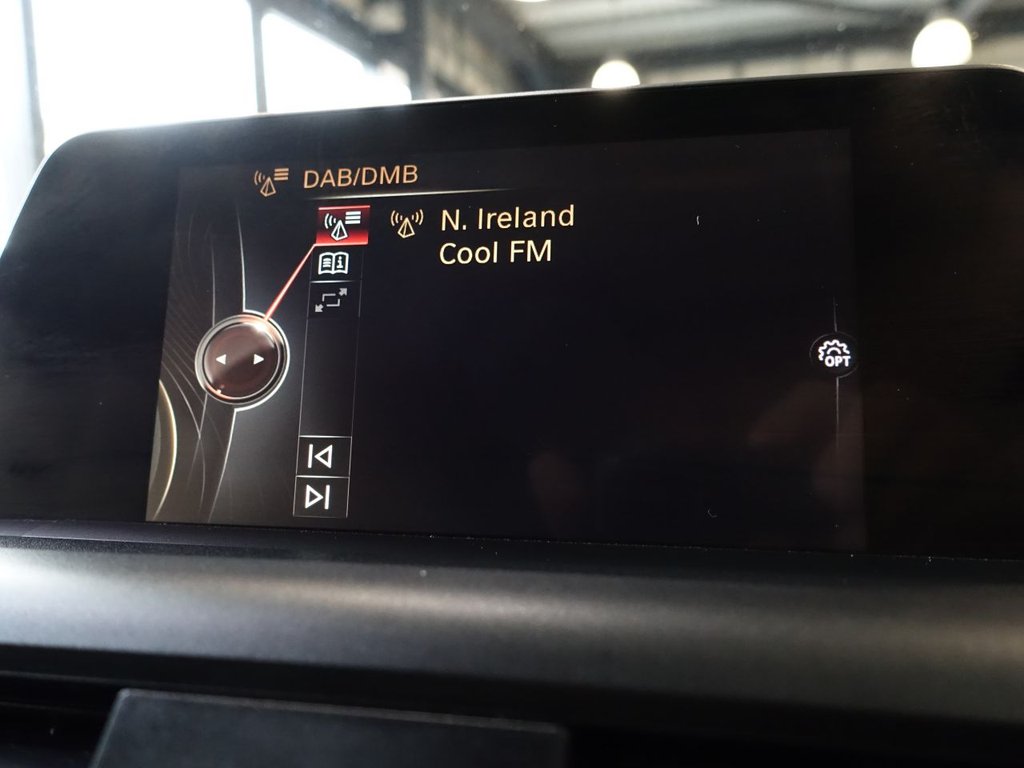 DAB/DMB
N. Ireland
Cool FM
OPT